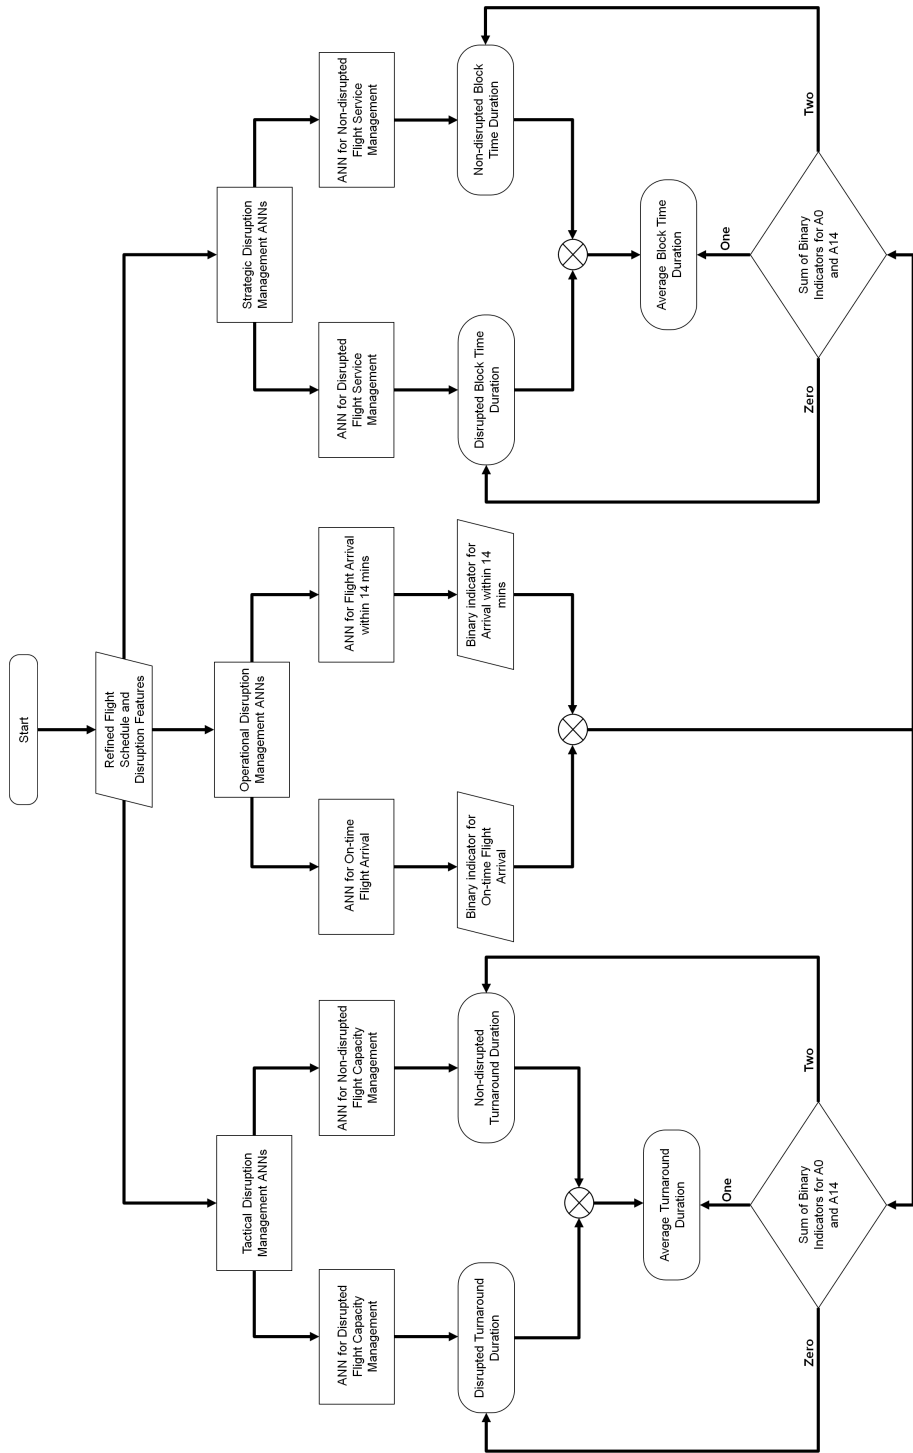 Start
Refined Flight
Schedule and
Disruption Features
Tactical Disruption
Management ANNs
Operational Disruption
Management ANNs
Strategic Disruption
Management ANNs
ANN for Disrupted
Flight Capacity
Management
ANN for Non-disrupted
Flight Capacity
Management
ANN for On-time
Flight Arrival
ANN for Flight Arrival
within 14 mins
ANN for Disrupted
Flight Service
Management
ANN for Non-disrupted
Flight Service
Management
Disrupted Turnaround
Duration
Non-disrupted
Turnaround Duration
Binary indicator for
On-time Flight
Arrival
Binary indicator for
Arrival within 14
mins
Disrupted Block Time
Duration
Non-disrupted Block
Time Duration
Average Turnaround
Duration
Average Block Time
Duration
One
One
Zero
Sum of Binary
Indicators for A0
and A14
Two
Zero
Sum of Binary
Indicators for A0
and A14
Two